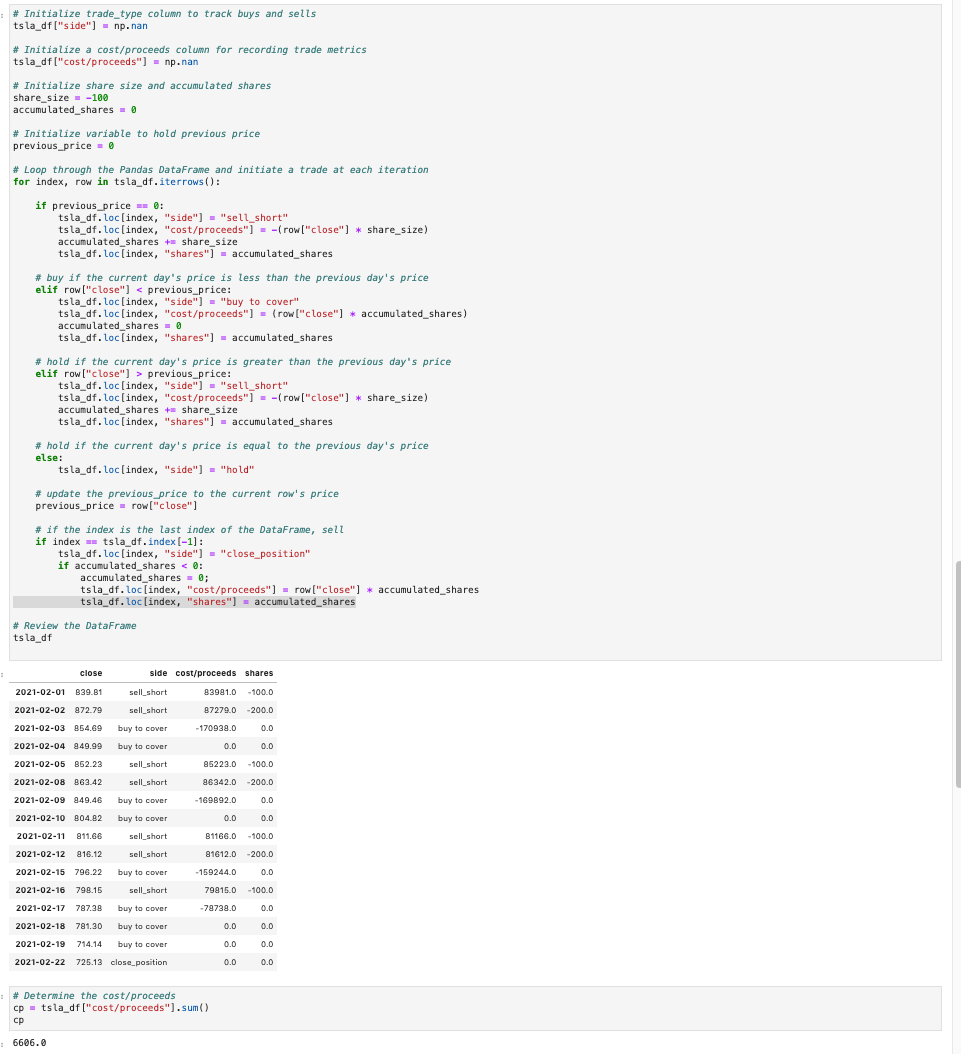 # Initialize trade_type column to track buys and sells
tsla_df["side"] = np.nan
# Initialize a cost/proceeds column for recording trade metrics
tsla_df["cost/proceeds"] = np.nan
# Initialize share size and accumulated shares
share_size = -100
accumulated_shares = 0
# Initialize variable to hold previous price
previous_price = 0
# Loop through the Pandas DataFrame and initiate a trade at each iteration
for index, row in tsla_df.iterrows():
    if previous_price == 0:
        tsla_df.loc[index, "side"] = "sell_short"
        tsla_df.loc[index, "cost/proceeds"] = -(row["close"] * share_size)
        accumulated_shares += share_size
        tsla_df.loc[index, "shares"] = accumulated_shares
    # buy if the current day's price is less than the previous day's price
    elif row["close"] < previous_price:
        tsla_df.loc[index, "side"] = "buy to cover"
        tsla_df.loc[index, "cost/proceeds"] = (row["close"] * accumulated_shares)
        accumulated_shares = 0
        tsla_df.loc[index, "shares"] = accumulated_shares
    # hold if the current day's price is greater than the previous day's price
    elif row["close"] > previous_price:
        tsla_df.loc[index, "side"] = "sell_short"
        tsla_df.loc[index, "cost/proceeds"] = -(row["close"] * share_size)
        accumulated_shares += share_size
        tsla_df.loc[index, "shares"] = accumulated_shares
    # hold if the current day's price is equal to the previous day's price
    else:
        tsla_df.loc[index, "side"] = "hold"
    # update the previous_price to the current row's price
    previous_price = row["close"]
    # if the index is the last index of the DataFrame, sell
    if index == tsla_df.index[-1]:
        tsla_df.loc[index, "side"] = "close_position"
        if accumulated_shares < 0:
            accumulated_shares = 0;
            tsla_df.loc[index, "cost/proceeds"] = row["close"] * accumulated_shares
            tsla_df.loc[index, "shares"] = accumulated_shares
# Review the DataFrame
tsla_df
close side cost/proceeds shares
2021-02-01 839.81 sell_short 83981.0 -100.0
2021-02-02 872.79 sell_short 87279.0 -200.0
2021-02-03 854.69 buy to cover -170938.0 0.0
2021-02-04 849.99 buy to cover 0.0 0.0
2021-02-05 852.23 sell_short 85223.0 -100.0
2021-02-08 863.42 sell_short 86342.0 -200.0
2021-02-09 849.46 buy to cover -169892.0 0.0
2021-02-10 804.82 buy to cover 0.0 0.0
2021-02-11 811.66 sell_short 81166.0 -100.0
2021-02-12 816.12 sell_short 81612.0 -200.0
2021-02-15 796.22 buy to cover -159244.0 0.0
2021-02-16 798.15 sell_short 79815.0 -100.0
2021-02-17 787.38 buy to cover -78738.0 0.0
2021-02-18 781.30 buy to cover 0.0 0.0
2021-02-19 714.14 buy to cover 0.0 0.0
2021-02-22 725.13 close_position 0.0 0.0
# Determine the cost/proceeds
cp = tsla_df["cost/proceeds"].sum()
cp
6606.0